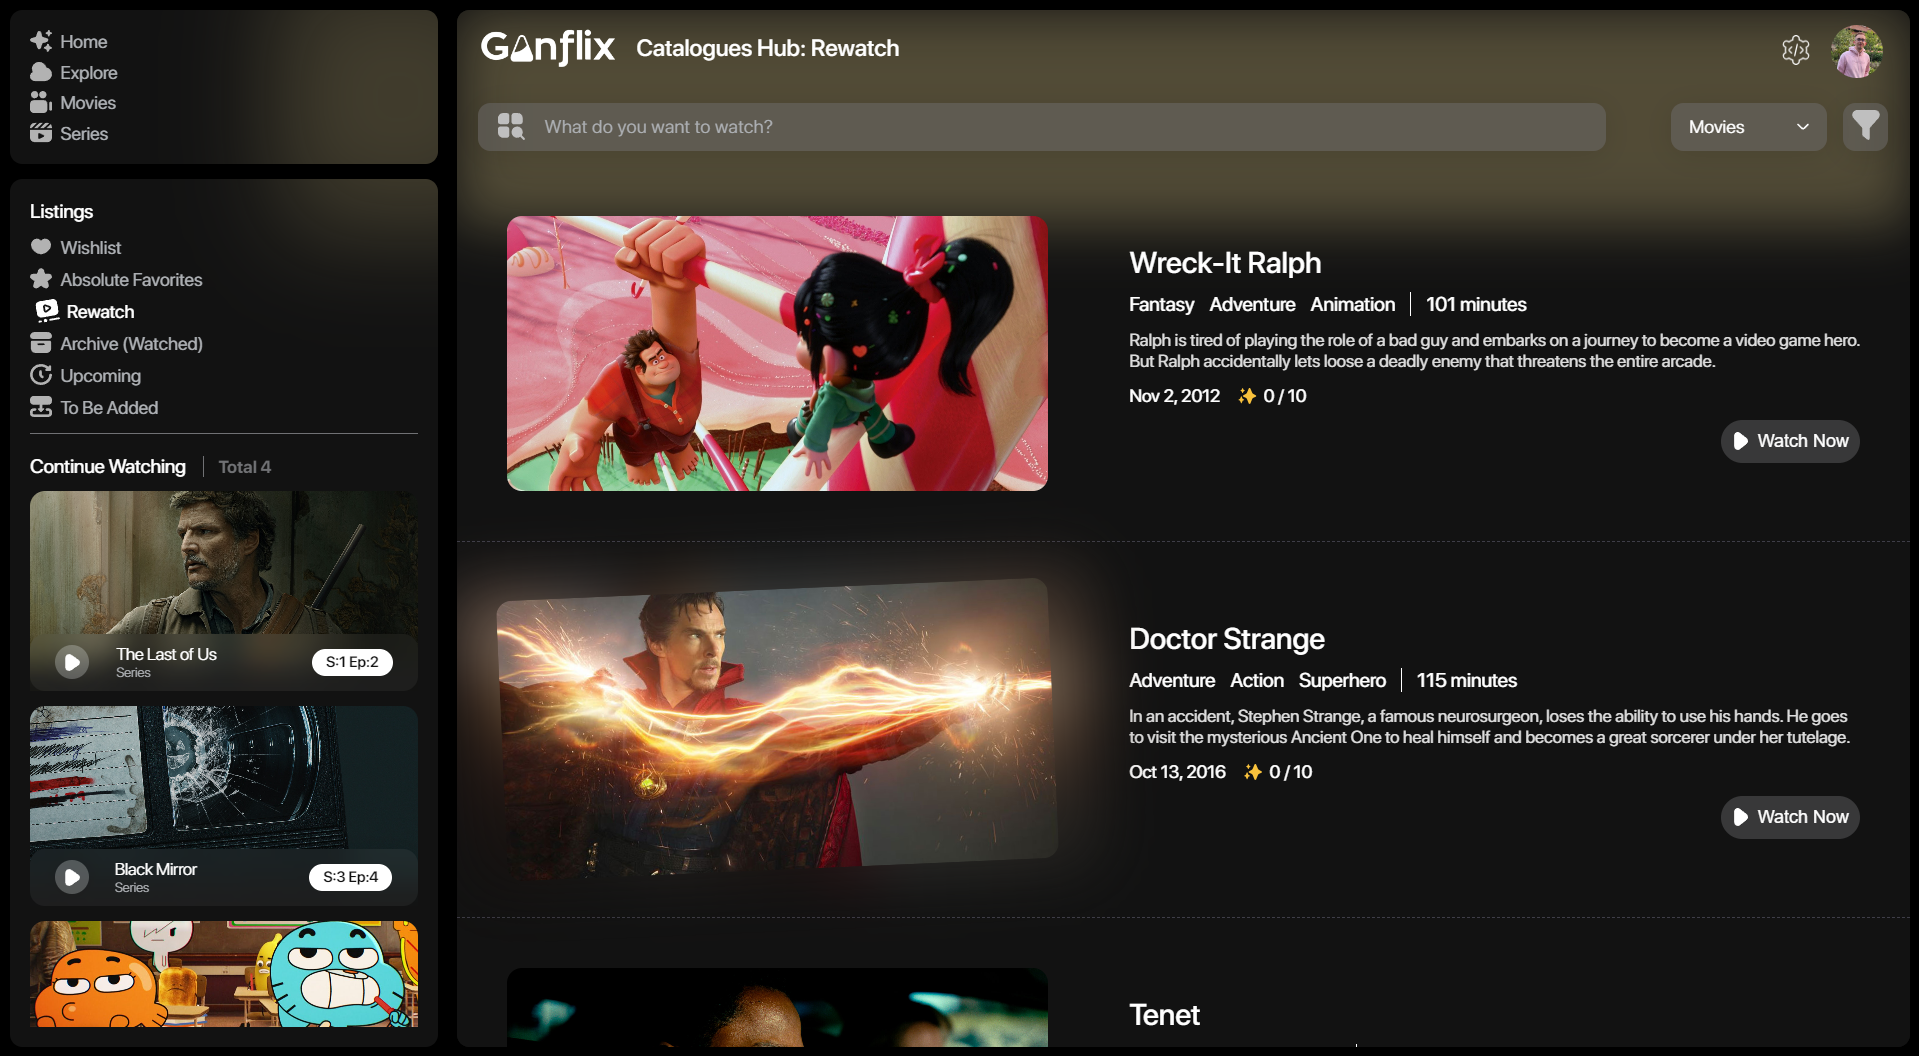 Home
Explore
Movies
Series
Listings
Wishlist
Absolute Favorites
Rewatch
Archive (Watched)
Upcoming
To Be Added
Continue Watching
Total 4
The Last of Us
Series
S:1 Ep:2
Black Mirror
Series
S:3 Ep:4
Ganflix
Catalogues Hub: Rewatch
What do you want to watch?
Movies
Wreck-It Ralph
Fantasy Adventure Animation 101 minutes
Ralph is tired of playing the role of a bad guy and embarks on a journey to become a video game hero.
But Ralph accidentally lets loose a deadly enemy that threatens the entire arcade.
Nov 2, 2012 ✨ 0 / 10
Watch Now
Doctor Strange
Adventure Action Superhero 115 minutes
In an accident, Stephen Strange, a famous neurosurgeon, loses the ability to use his hands. He goes
to visit the mysterious Ancient One to heal himself and becomes a great sorcerer under her tutelage.
Oct 13, 2016 ✨ 0 / 10
Watch Now
Tenet